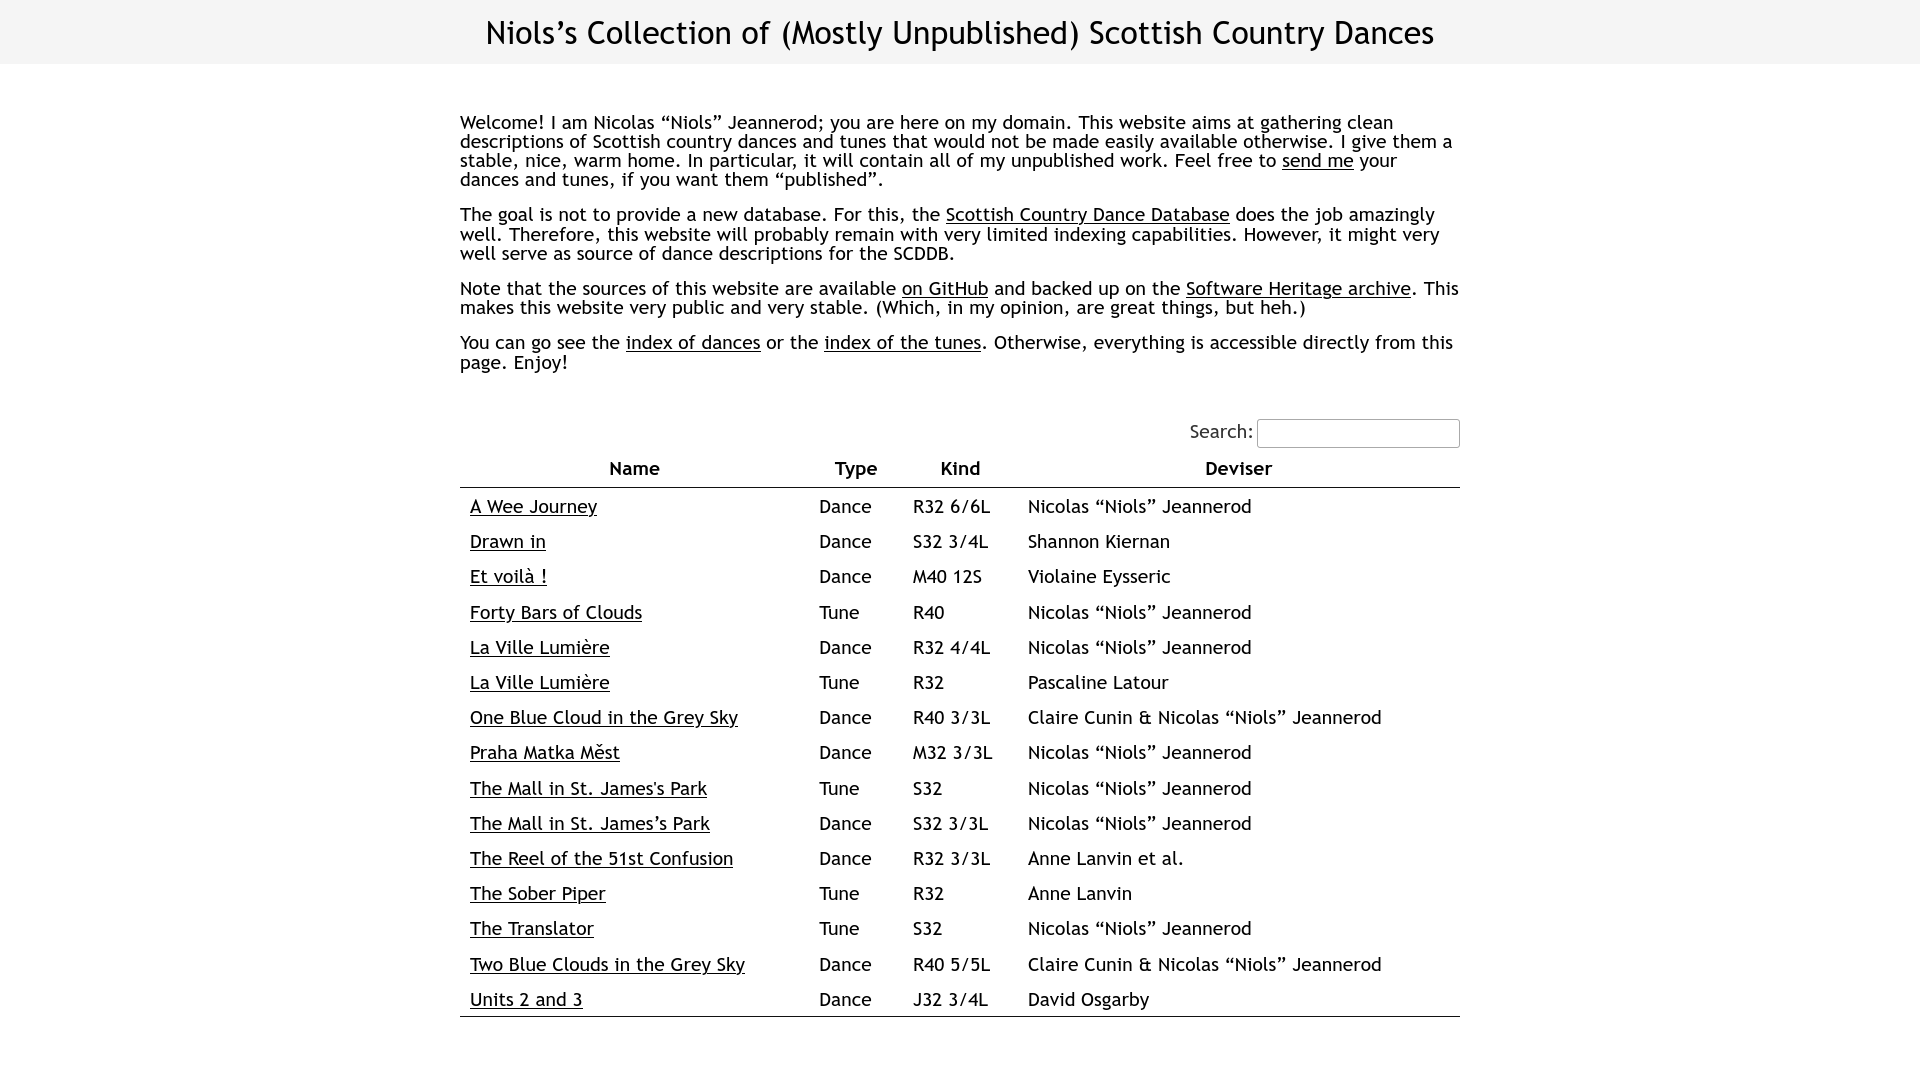 Niols’s Collection of (Mostly Unpublished) Scottish Country Dances
Welcome! I am Nicolas “Niols” Jeannerod; you are here on my domain. This website aims at gathering clean
descriptions of Scottish country dances and tunes that would not be made easily available otherwise. I give them a
stable, nice, warm home. In particular, it will contain all of my unpublished work. Feel free to send me your
dances and tunes, if you want them “published”.
The goal is not to provide a new database. For this, the Scottish Country Dance Database does the job amazingly
well. Therefore, this website will probably remain with very limited indexing capabilities. However, it might very
well serve as source of dance descriptions for the SCDDB.
Note that the sources of this website are available on GitHub and backed up on the Software Heritage archive. This
makes this website very public and very stable. (Which, in my opinion, are great things, but heh.)
You can go see the index of dances or the index of the tunes. Otherwise, everything is accessible directly from this
page. Enjoy!
Search:
Name Type Kind Deviser
A Wee Journey Dance R32 6/6L Nicolas “Niols” Jeannerod
Drawn in Dance S32 3/4L Shannon Kiernan
Et voilà ! Dance M40 12S Violaine Eysseric
Forty Bars of Clouds Tune R40 Nicolas “Niols” Jeannerod
La Ville Lumière Dance R32 4/4L Nicolas “Niols” Jeannerod
La Ville Lumière Tune R32 Pascaline Latour
One Blue Cloud in the Grey Sky Dance R40 3/3L Claire Cunin & Nicolas “Niols” Jeannerod
Praha Matka Měst Dance M32 3/3L Nicolas “Niols” Jeannerod
The Mall in St. James's Park Tune S32 Nicolas “Niols” Jeannerod
The Mall in St. James’s Park Dance S32 3/3L Nicolas “Niols” Jeannerod
The Reel of the 51st Confusion Dance R32 3/3L Anne Lanvin et al.
The Sober Piper Tune R32 Anne Lanvin
The Translator Tune S32 Nicolas “Niols” Jeannerod
Two Blue Clouds in the Grey Sky Dance R40 5/5L Claire Cunin & Nicolas “Niols” Jeannerod
Units 2 and 3 Dance J32 3/4L David Osgarby